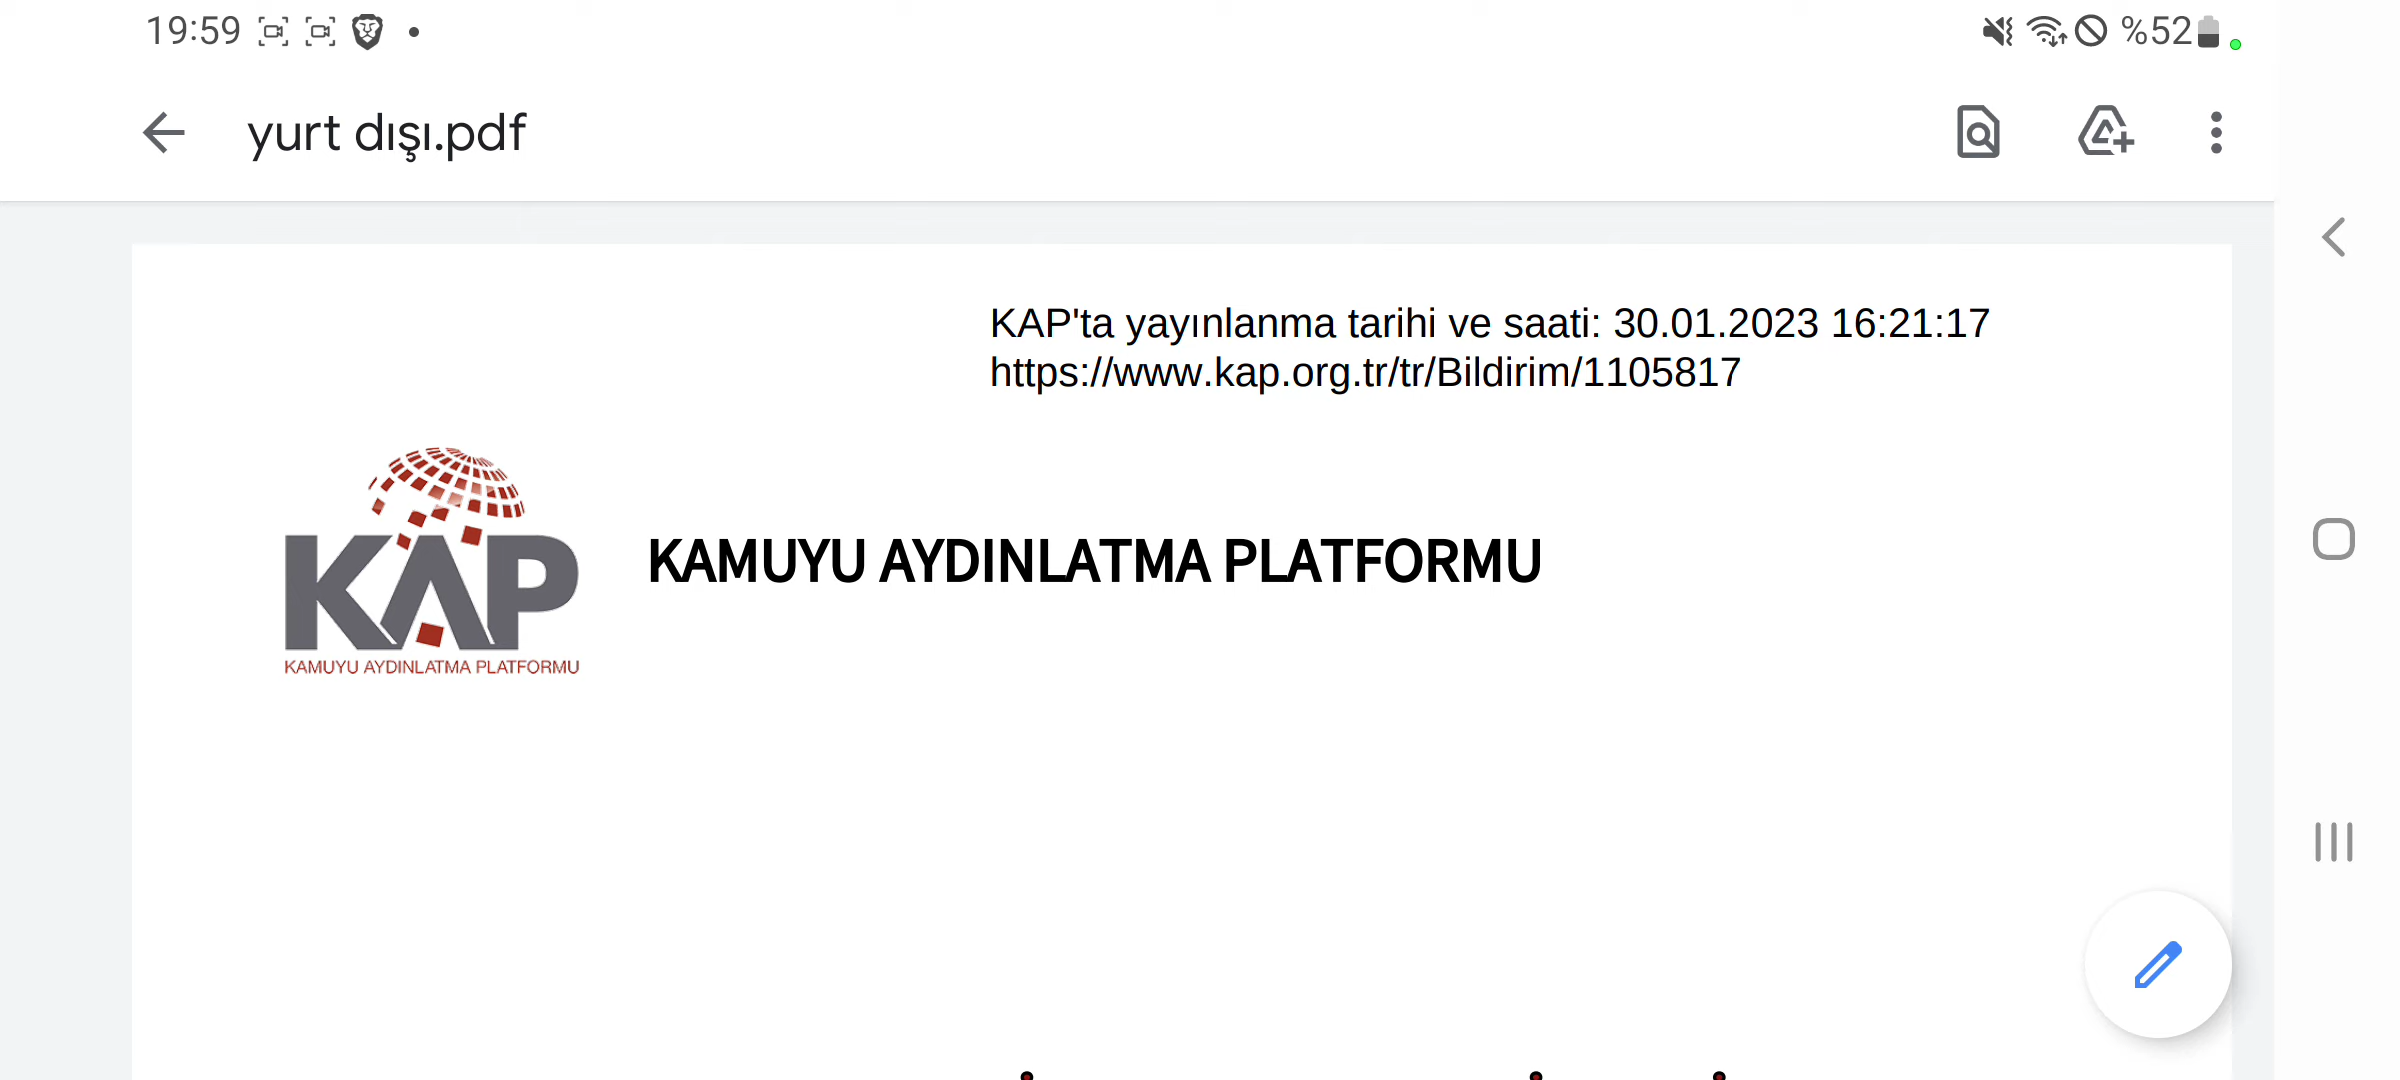 19:59
%52
yurt dışı.pdf
KAP'ta yayınlanma tarihi ve saati: 30.01.2023 16:21:17
https://www.kap.org.tr/tr/Bildirim/1105817
KAP
KAMUYU AYDINLATMA PLATFORMU
KAMUYU AYDINLATMA PLATFORMU